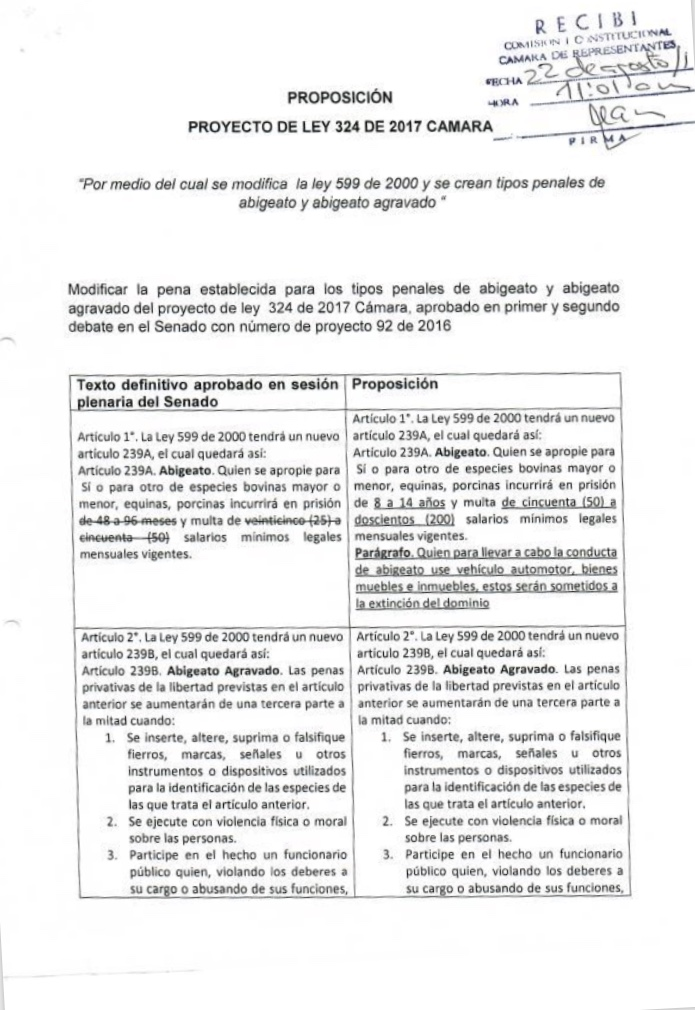 RECIBI
COMISION I CONSTITUCIONAL
CAMARA DE REPRESENTANTES
FECHA 22 de agosto/1
HORA 11:01 am
FIRMA
PROPOSICIÓN
PROYECTO DE LEY 324 DE 2017 CAMARA
"Por medio del cual se modifica la ley 599 de 2000 y se crean tipos penales de
abigeato y abigeato agravado "
Modificar la pena establecida para los tipos penales de abigeato y abigeato
agravado del proyecto de ley 324 de 2017 Cámara, aprobado en primer y segundo
debate en el Senado con número de proyecto 92 de 2016
Texto definitivo aprobado en sesión
plenaria del Senado
Artículo 1°. La Ley 599 de 2000 tendrá un nuevo
artículo 239A, el cual quedará así:
Artículo 239A. Abigeato. Quien se apropie para
Sí o para otro de especies bovinas mayor o
menor, equinas, porcinas incurrirá en prisión
de 48 a 96 meses y multa de veinticinco (25) a
cincuenta (50) salarios mínimos legales
mensuales vigentes.
Proposición
Artículo 1°. La Ley 599 de 2000 tendrá un nuevo
artículo 239A, el cual quedará así:
Artículo 239A. Abigeato. Quien se apropie para
Sí o para otro de especies bovinas mayor o
menor, equinas, porcinas incurrirá en prisión
de 8 a 14 años y multa de cincuenta (50) a
doscientos (200) salarios mínimos legales
mensuales vigentes.
Parágrafo. Quien para llevar a cabo la conducta
de abigeato use vehículo automotor, bienes
muebles e inmuebles, estos serán sometidos a
la extinción del dominio
Artículo 2°. La Ley 599 de 2000 tendrá un nuevo
artículo 239B, el cual quedará así:
Artículo 239B. Abigeato Agravado. Las penas
privativas de la libertad previstas en el artículo
anterior se aumentarán de una tercera parte a
la mitad cuando:
1. Se inserte, altere, suprima o falsifique
fierros, marcas, señales u otros
instrumentos o dispositivos utilizados
para la identificación de las especies de
las que trata el artículo anterior.
2. Se ejecute con violencia física o moral
sobre las personas.
3. Participe en el hecho un funcionario
público quien, violando los deberes a
su cargo o abusando de sus funciones,
Artículo 2°. La Ley 599 de 2000 tendrá un nuevo
artículo 239B, el cual quedará así:
Artículo 239B. Abigeato Agravado. Las penas
privativas de la libertad previstas en el artículo
anterior se aumentarán de una tercera parte a
la mitad cuando:
1. Se inserte, altere, suprima o falsifique
fierros, marcas, señales u otros
instrumentos o dispositivos utilizados
para la identificación de las especies de
las que trata el artículo anterior.
2. Se ejecute con violencia física o moral
sobre las personas.
3. Participe en el hecho un funcionario
público quien, violando los deberes a
su cargo o abusando de sus funciones,